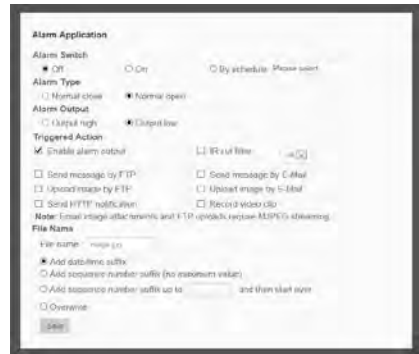 Alarm Application
Alarm Switch
Off On By schedule Please select
Alarm Type
Normal close Normal open
Alarm Output
Output high Output low
Triggered Action
Enable alarm output IR cut filter
Send message by FTP Send message by E-Mail
Upload image by FTP Upload image by E-Mail
Send HTTP notification Record video clip
Note: Email image attachments and FTP uploads require MJPEG streaming.
File Name
File name:
Add date/time suffix
Add sequence number suffix (no maximum value)
Add sequence number suffix up to and then start over
Overwrite
Save